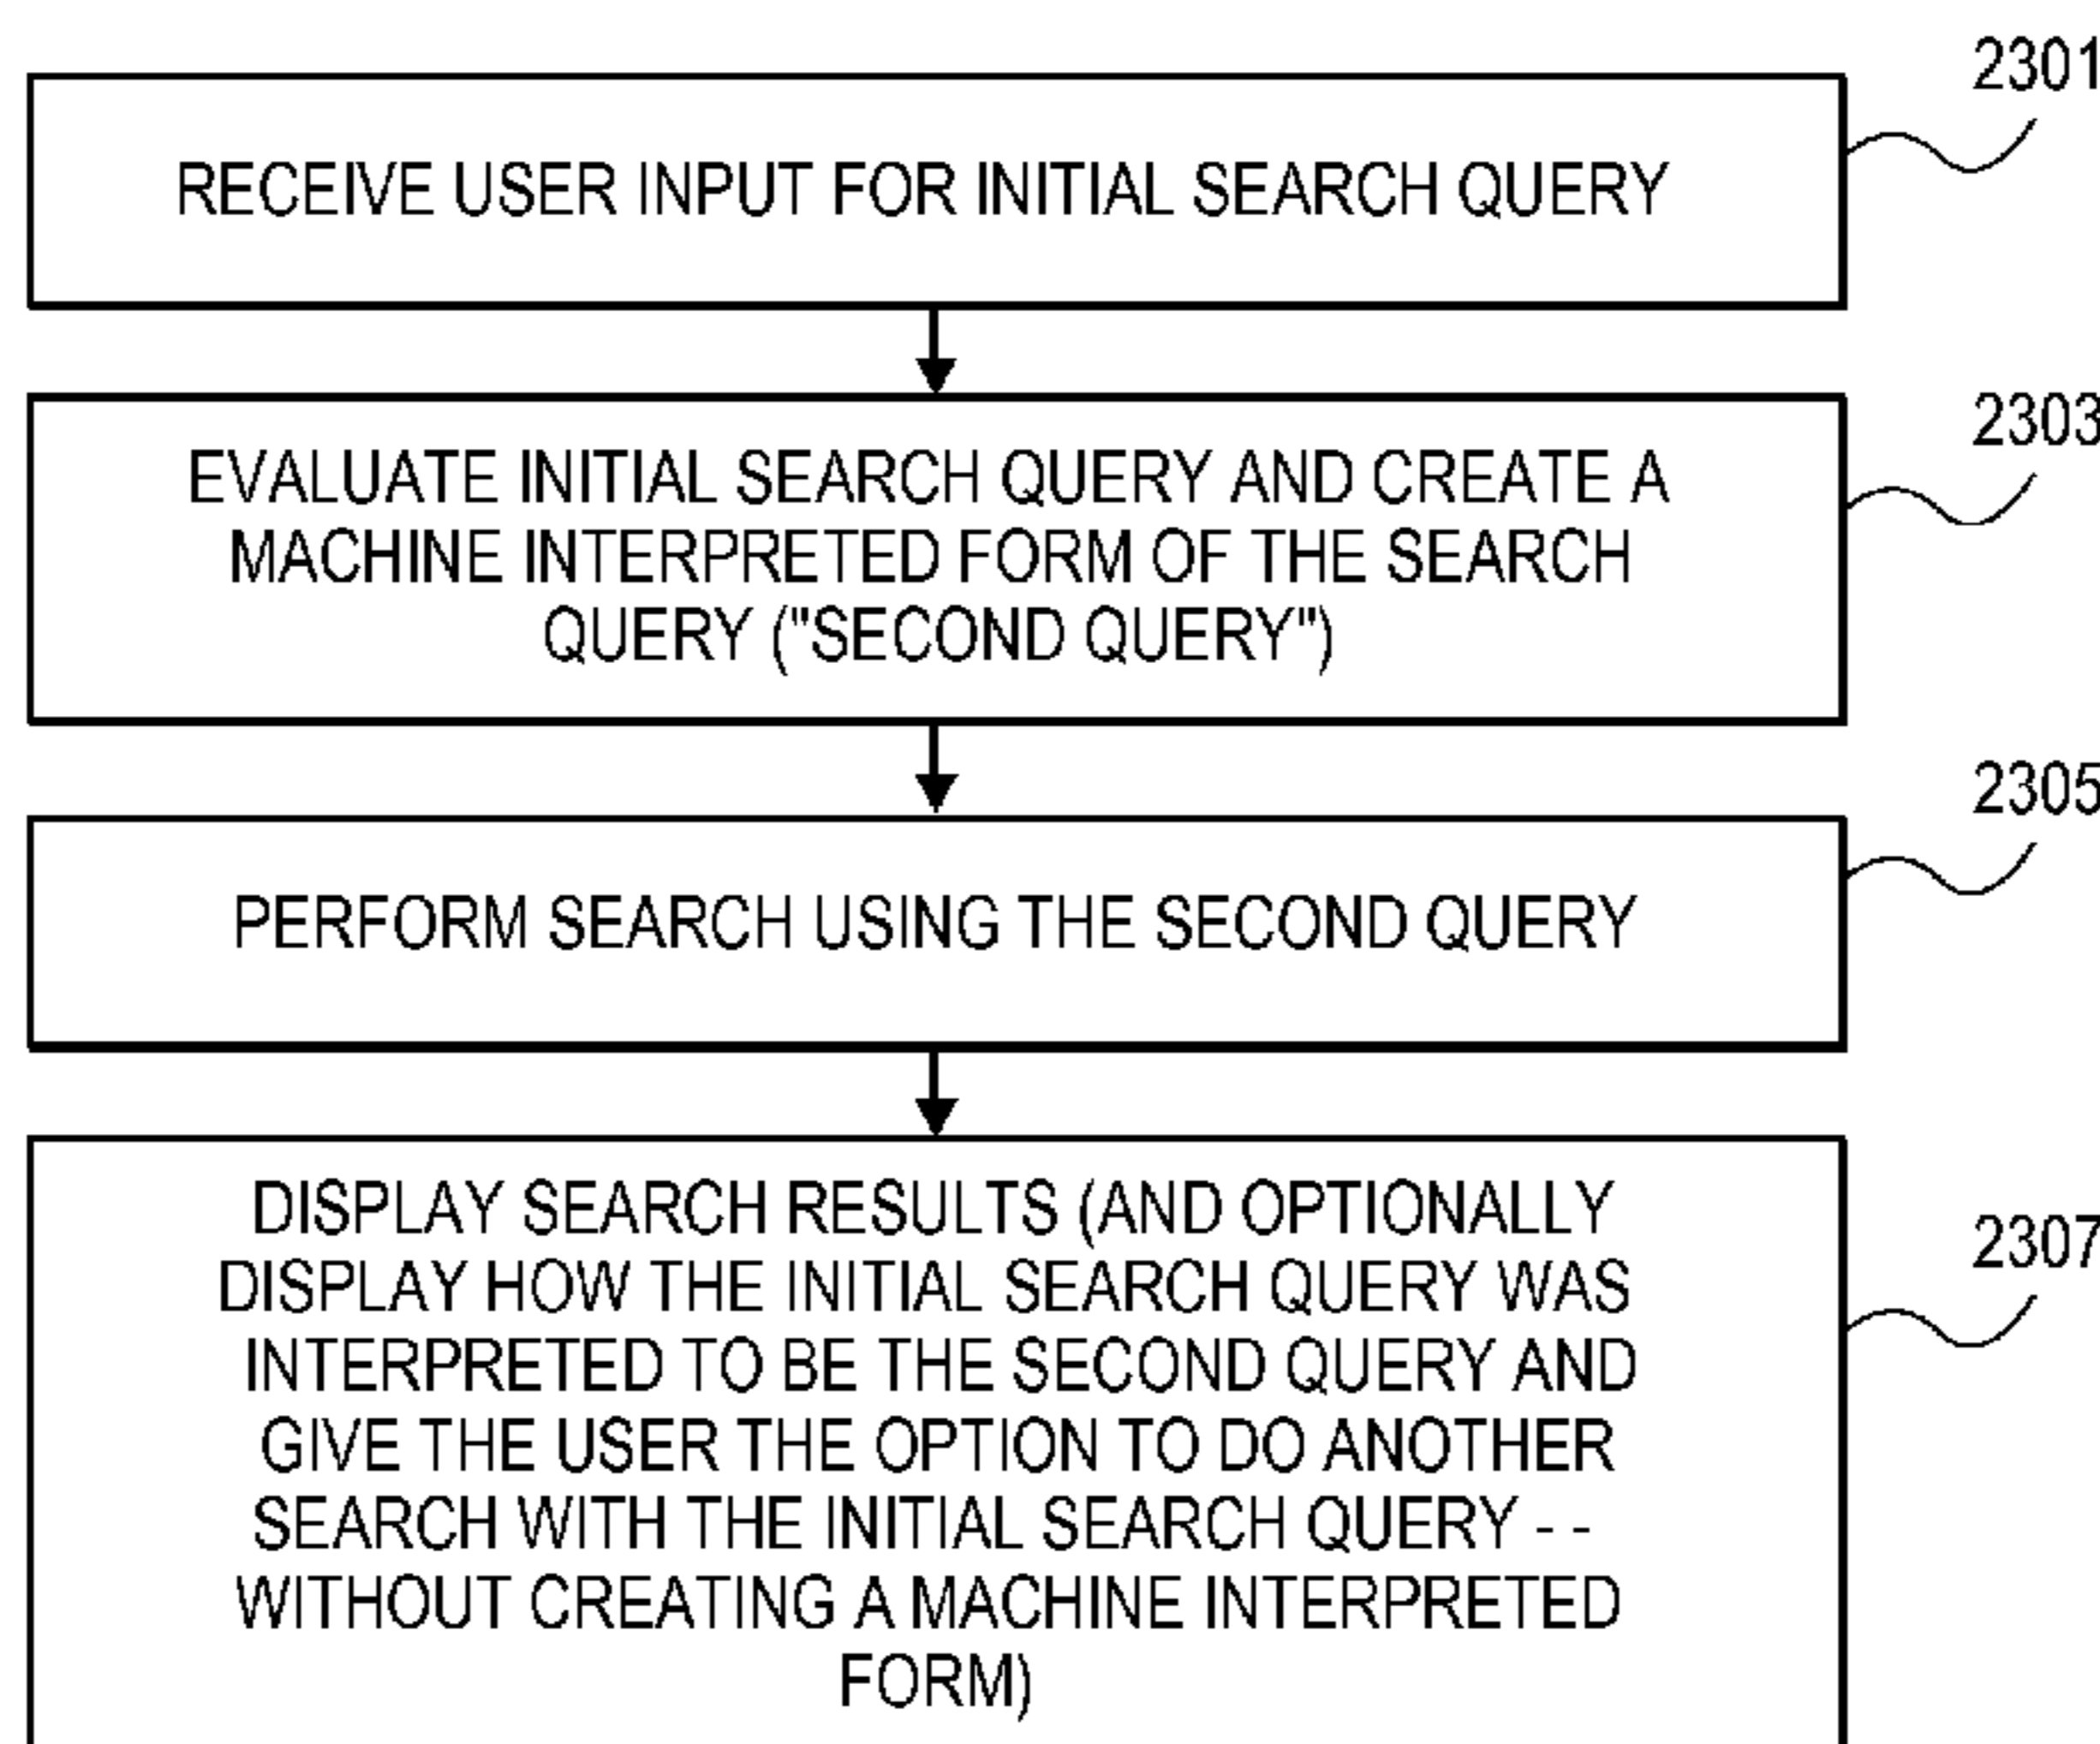 2301
RECEIVE USER INPUT FOR INITIAL SEARCH QUERY
2303
EVALUATE INITIAL SEARCH QUERY AND CREATE A
MACHINE INTERPRETED FORM OF THE SEARCH
QUERY ("SECOND QUERY")
2305
PERFORM SEARCH USING THE SECOND QUERY
2307
DISPLAY SEARCH RESULTS (AND OPTIONALLY
DISPLAY HOW THE INITIAL SEARCH QUERY WAS
INTERPRETED TO BE THE SECOND QUERY AND
GIVE THE USER THE OPTION TO DO ANOTHER
SEARCH WITH THE INITIAL SEARCH QUERY - -
WITHOUT CREATING A MACHINE INTERPRETED
FORM)